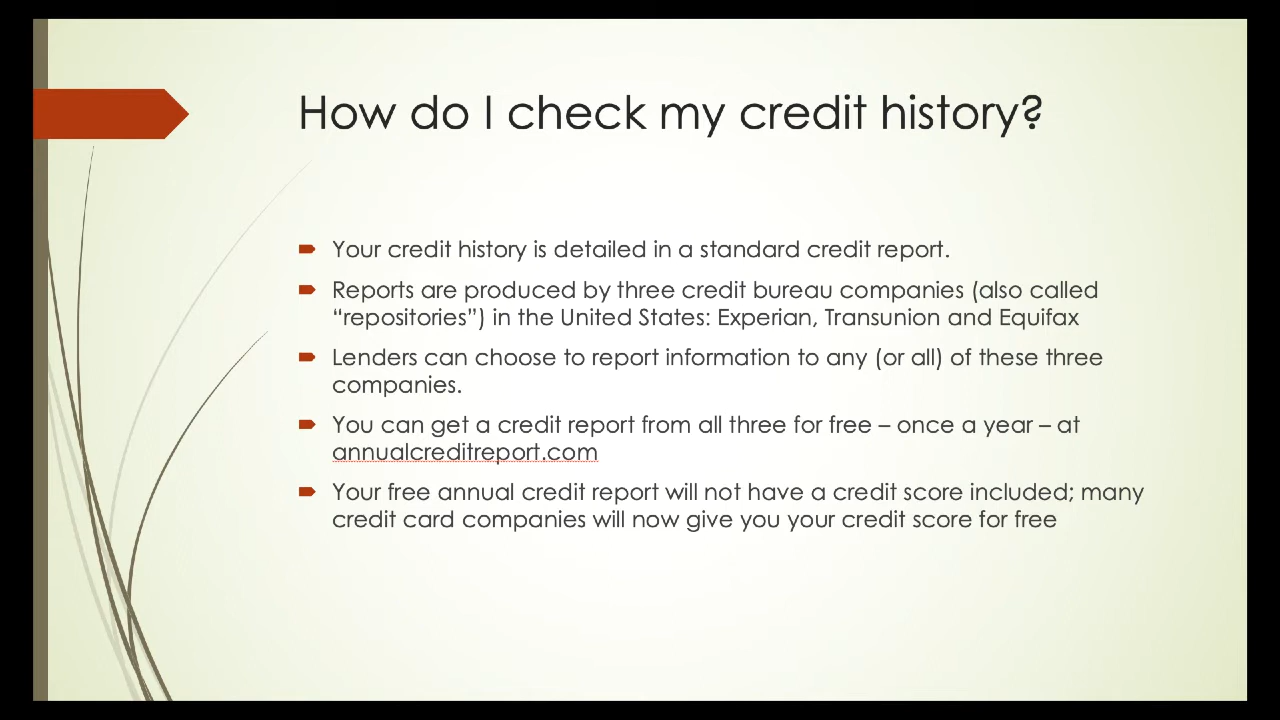 How do I check my credit history?
Your credit history is detailed in a standard credit report.
Reports are produced by three credit bureau companies (also called
“repositories”) in the United States: Experian, Transunion and Equifax
Lenders can choose to report information to any (or all) of these three
companies.
You can get a credit report from all three for free – once a year – at
annualcreditreport.com
Your free annual credit report will not have a credit score included; many
credit card companies will now give you your credit score for free